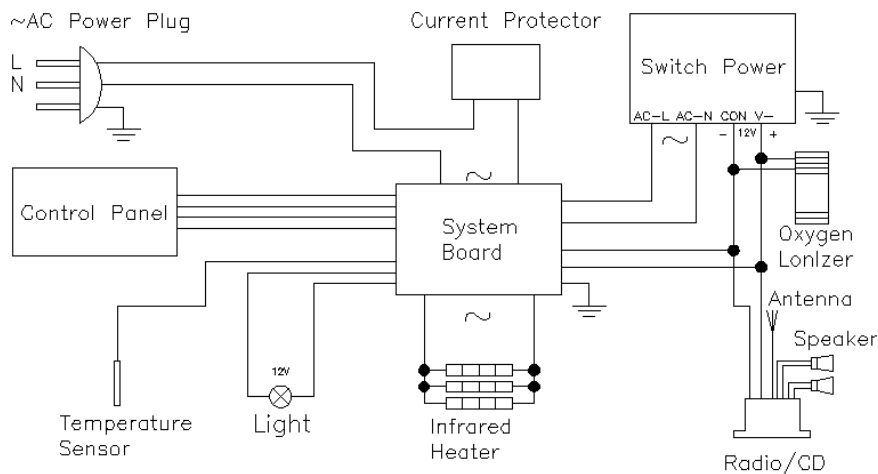 ~AC Power Plug
Current Protector
L
N
Switch Power
AC-L AC-N CON V-
~
- 12V +
Control Panel
~
System
Board
Oxygen
LonIzer
Antenna
~
Speaker
12V
Light
Temperature
Sensor
Infrared
Heater
Radio/CD